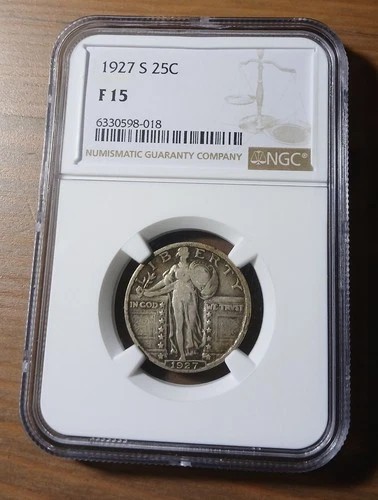 1927 S 25C
F 15
6330598-018
NUMISMATIC GUARANTY COMPANY
NGC®
LIBERTY
IN GOD WE TRUST
1927